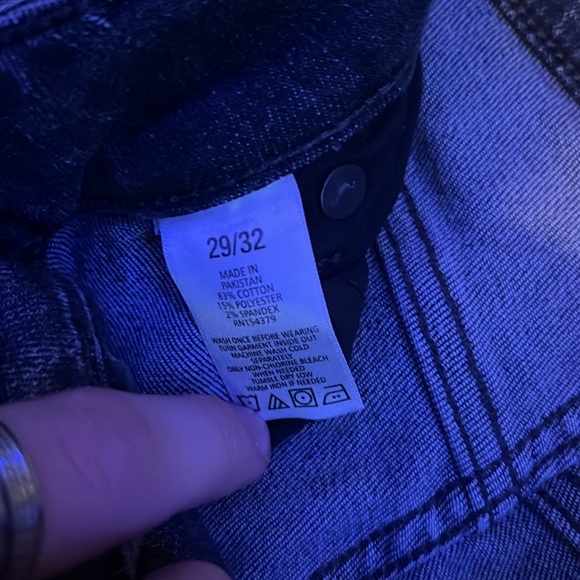 29/32
MADE IN
PAKISTAN
83% COTTON
15% POLYESTER
2% SPANDEX
RN154379
WASH ONCE BEFORE WEARING
TURN GARMENT INSIDE OUT
MACHINE WASH COLD
SEPARATELY
ONLY NON-CHLORINE BLEACH
WHEN NEEDED
TUMBLE DRY LOW
WARM IRON IF NEEDED